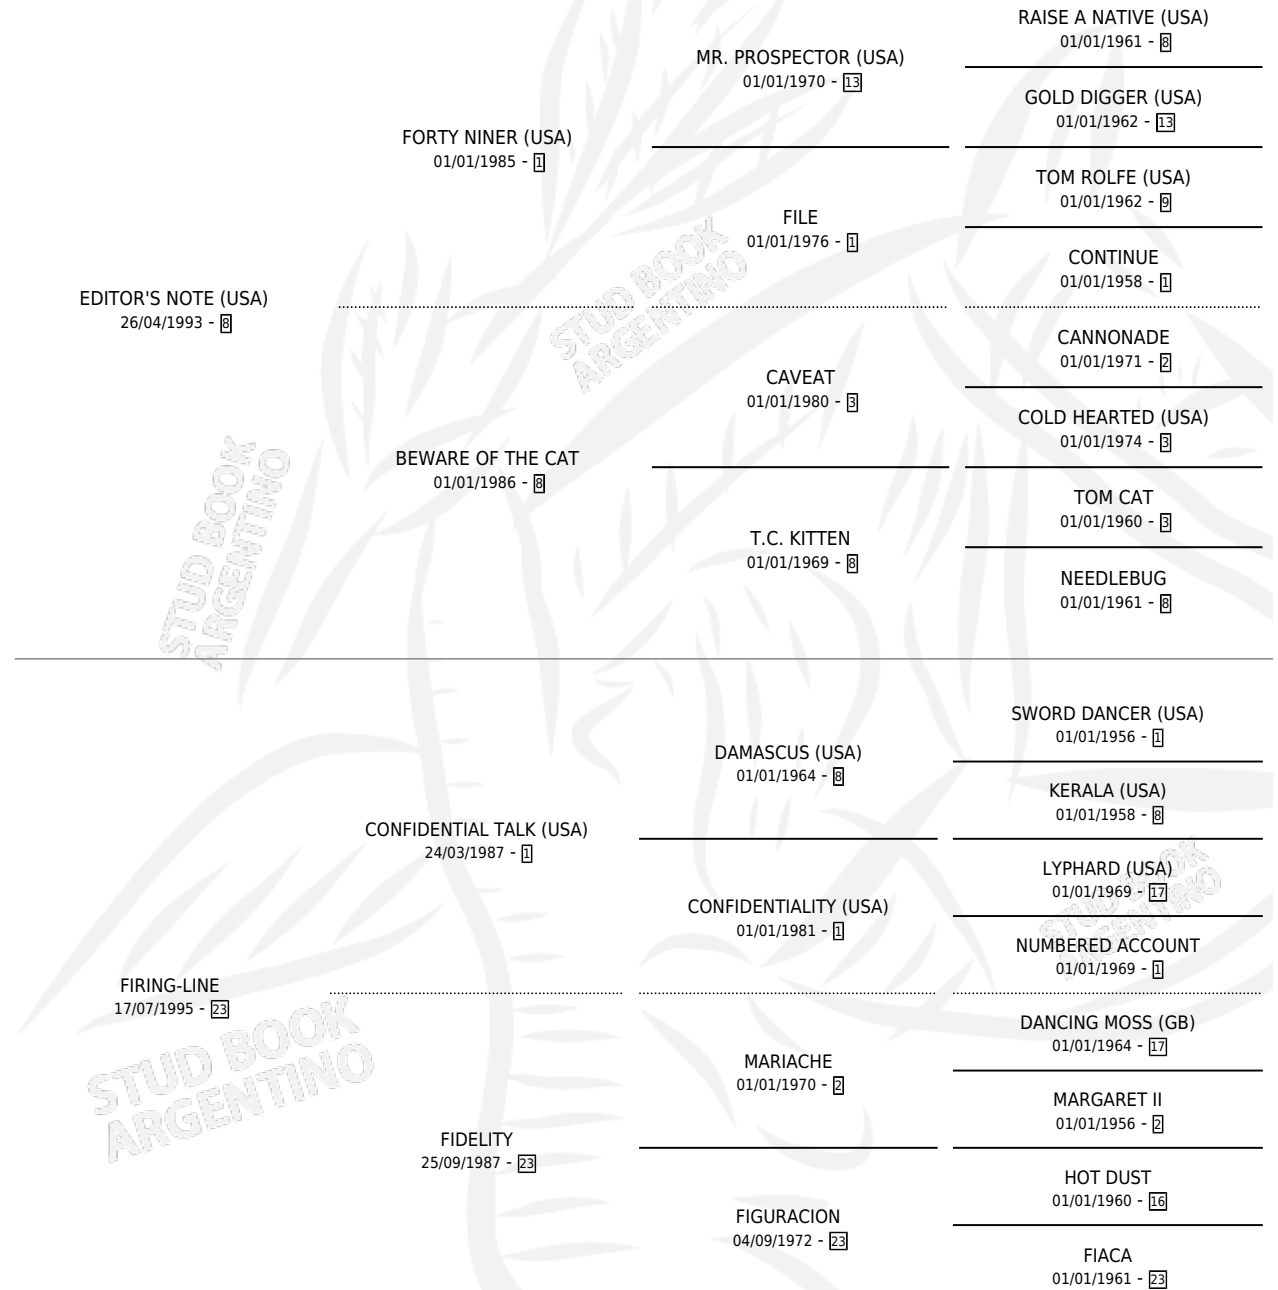 RAISE A NATIVE (USA)
01/01/1961 - 8
MR. PROSPECTOR (USA)
01/01/1970 - 13
GOLD DIGGER (USA)
01/01/1962 - 13
FORTY NINER (USA)
01/01/1985 - 1
TOM ROLFE (USA)
01/01/1962 - 9
FILE
01/01/1976 - 1
CONTINUE
01/01/1958 - 1
EDITOR'S NOTE (USA)
26/04/1993 - 8
CANNONADE
01/01/1971 - 2
CAVEAT
01/01/1980 - 3
COLD HEARTED (USA)
01/01/1974 - 3
BEWARE OF THE CAT
01/01/1986 - 8
TOM CAT
01/01/1960 - 3
T.C. KITTEN
01/01/1969 - 8
NEEDLEBUG
01/01/1961 - 8
SWORD DANCER (USA)
01/01/1956 - 1
DAMASCUS (USA)
01/01/1964 - 8
KERALA (USA)
01/01/1958 - 8
CONFIDENTIAL TALK (USA)
24/03/1987 - 1
LYPHARD (USA)
01/01/1969 - 17
CONFIDENTIALITY (USA)
01/01/1981 - 1
NUMBERED ACCOUNT
01/01/1969 - 1
FIRING-LINE
17/07/1995 - 23
DANCING MOSS (GB)
01/01/1964 - 17
MARIACHE
01/01/1970 - 2
MARGARET II
01/01/1956 - 2
FIDELITY
25/09/1987 - 23
HOT DUST
01/01/1960 - 16
FIGURACION
04/09/1972 - 23
FIACA
01/01/1961 - 23
STUD BOOK
ARGENTINO
STUD BOOK
ARGENTINO
STUD BOOK
ARGENTINO
STUD BOOK
ARGENTINO